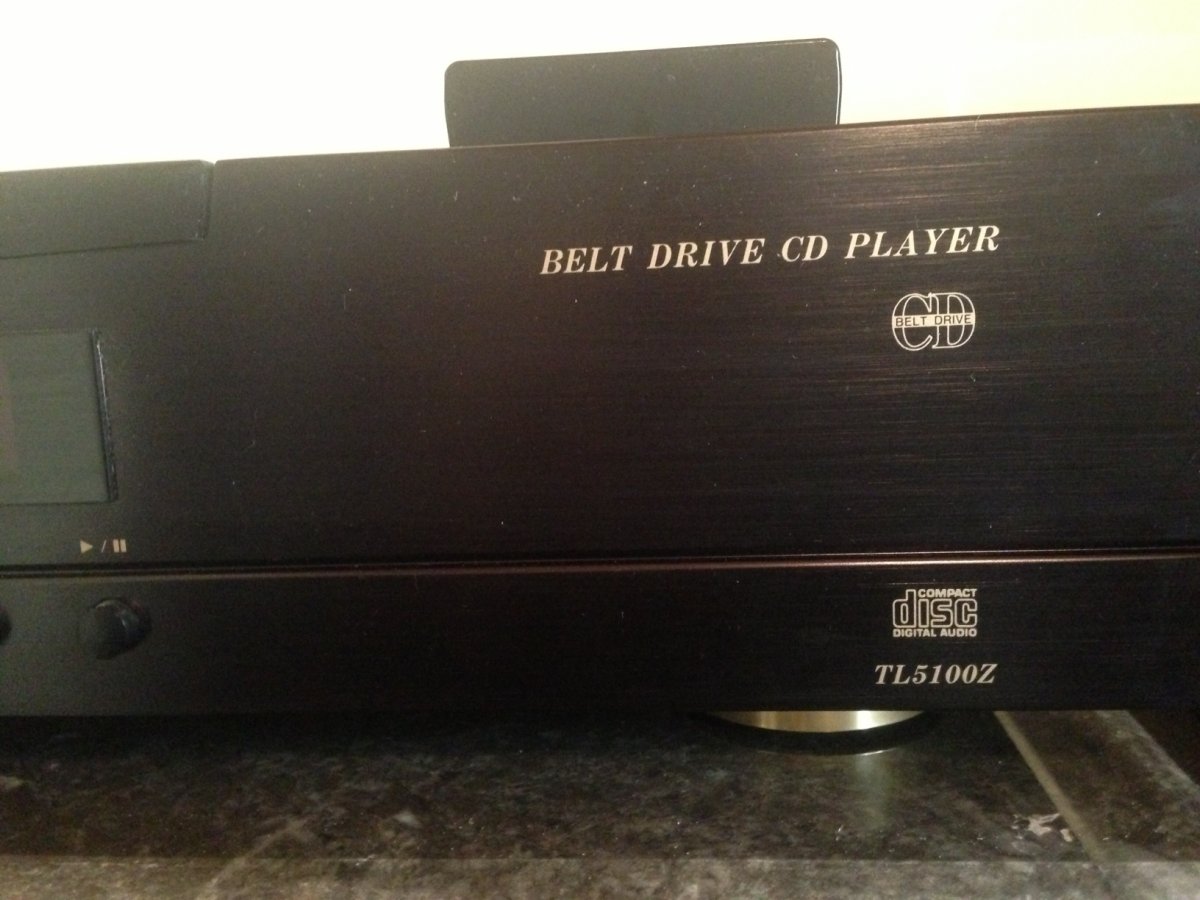 BELT DRIVE CD PLAYER
CD
BELT DRIVE
COMPACT
disc
DIGITAL AUDIO
TL5100Z